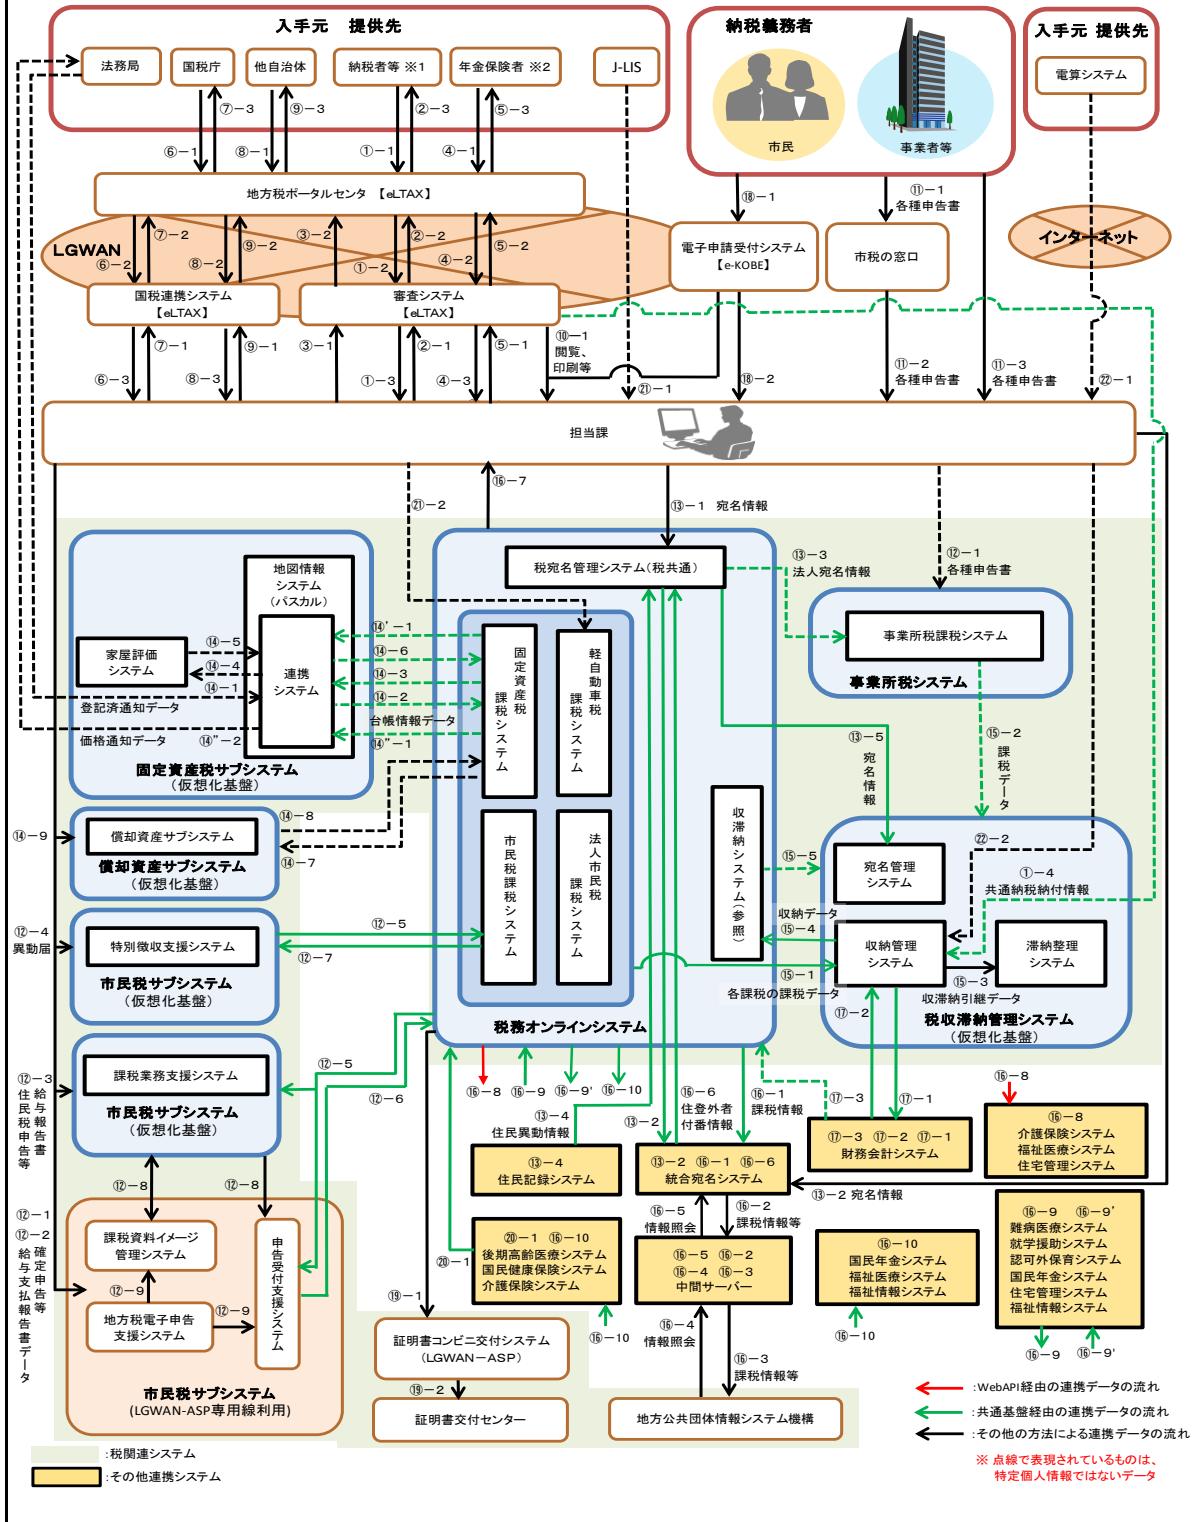 入手元　提供先
法務局
国税庁
他自治体
納税者等 ※1
年金保険者 ※2
J-LIS
納税義務者
市民
事業者等
入手元 提供先
電算システム
⑦－3
⑨－3
②－3
⑤－3
⑥－1
⑧－1
①－1
④－1
地方税ポータルセンタ 【eLTAX】
⑱－1
⑪－1
各種申告書
LGWAN
⑦－2
⑨－2
③－2
②－2
⑤－2
⑥－2
⑧－2
①－2
④－2
電子申請受付システム
【e-KOBE】
市税の窓口
インターネット
国税連携システム
【eLTAX】
審査システム
【eLTAX】
⑦－1
⑨－1
③－1
②－1
⑤－1
⑩－1
閲覧、
印刷等
⑥－3
⑧－3
①－3
④－3
㉑－1
⑱－2
⑪－2
各種申告書
⑪－3
各種申告書
㉒－1
担当課
⑯－7
㉑－2
⑬－1 宛名情報
⑬－3
法人宛名情報
⑫－1
各種申告書
地図情報
システム
(パスカル)
税宛名管理システム(税共通)
家屋評価
システム
連携
システム
⑭－5
⑭－4
⑭－1
登記済通知データ
価格通知データ
⑭”－2
⑭’－1
⑭－6
⑭－3
⑭－2
台帳情報データ
⑭”－1
固定資産税
課税システム
軽自動車税
課税システム
事業所税課税システム
事業所税システム
固定資産税サブシステム
(仮想化基盤)
⑬－5
宛名情報
⑮－2
課税データ
⑭－9
償却資産サブシステム
償却資産サブシステム
(仮想化基盤)
⑭－8
⑭－7
市民税課税システム
法人市民税
課税システム
収滞納システム(参照)
⑮－5
宛名管理
システム
㉒－2
①－4
共通納税納付情報
⑫－4
異動届
特別徴収支援システム
市民税サブシステム
(仮想化基盤)
⑫－5
⑫－7
収納データ
⑮－4
収納管理
システム
滞納整理
システム
⑮－1
各課税の課税データ
⑮－3
収滞納引継データ
⑰－2
税務オンラインシステム
税収滞納管理システム
(仮想化基盤)
⑫－3
給与報告書
住民税申告等
課税業務支援システム
市民税サブシステム
(仮想化基盤)
⑫－5
⑫－6
⑯－8
⑯－9
⑯－9'
⑯－10
⑬－4
住民異動情報
⑬－2
⑯－6
住登外者
付番情報
⑯－1
課税情報
⑰－3
⑰－1
⑯－8
⑬－4
住民記録システム
⑬－2　⑯－1　⑯－6
統合宛名システム
⑰－3　⑰－2　⑰－1
財務会計システム
⑯－8
介護保険システム
福祉医療システム
住宅管理システム
⑬－2 宛名情報
⑫－8
⑫－8
⑫－1
⑫－2
確定申告等
給与支払報告書データ
課税資料イメージ
管理システム
申告受付支援システム
⑫－9
地方税電子申告
支援システム
⑫－9
市民税サブシステム
(LGWAN-ASP専用線利用)
⑳－1
⑳－1　⑯－10
後期高齢医療システム
国民健康保険システム
介護保険システム
⑯－10
⑯－5
情報照会
⑯－2
課税情報等
⑯－5　⑯－2
⑯－4　⑯－3
中間サーバー
⑯－10
国民年金システム
福祉医療システム
福祉情報システム
⑯－10
⑯－9　⑯－9’
難病医療システム
就学援助システム
認可外保育システム
国民年金システム
住宅管理システム
福祉情報システム
⑯－9
⑯－9'
⑲－1
証明書コンビニ交付システム
(LGWAN－ASP)
⑲－2
証明書交付センター
⑯－4
情報照会
⑯－3
課税情報等
地方公共団体情報システム機構
:WebAPI経由の連携データの流れ
:共通基盤経由の連携データの流れ
:その他の方法による連携データの流れ
※ 点線で表現されているものは、
特定個人情報ではないデータ
:税関連システム
:その他連携システム